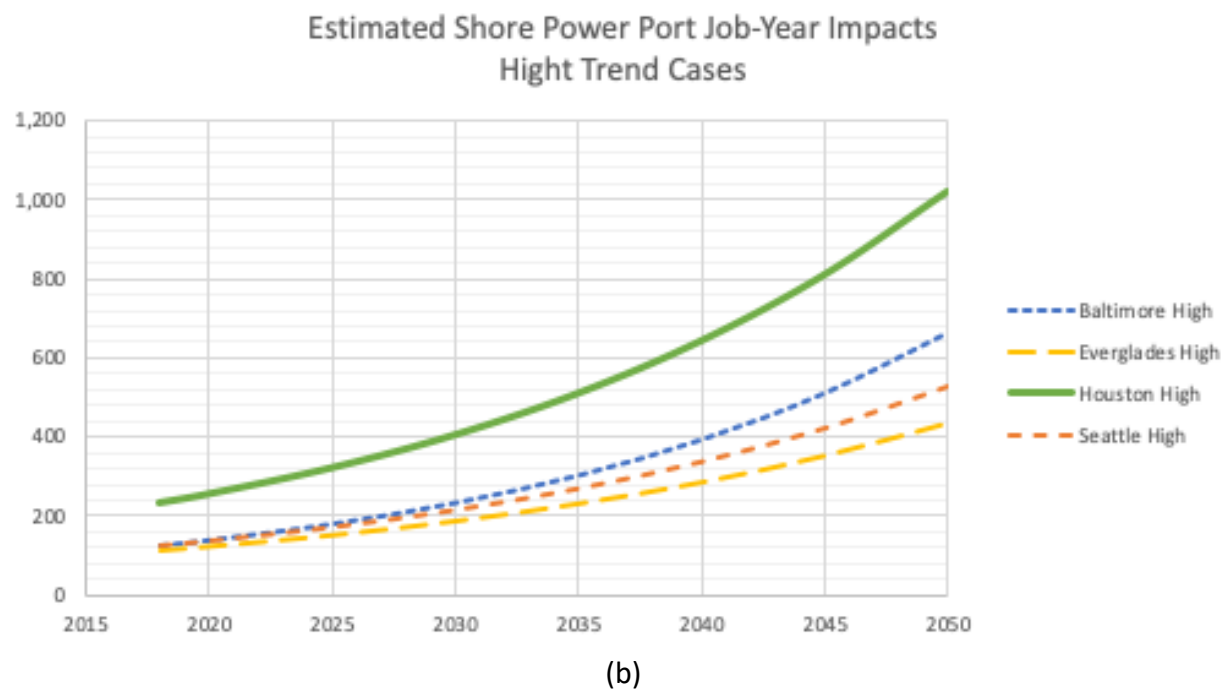 Estimated Shore Power Port Job-Year Impacts
Hight Trend Cases
1,200
1,000
800
600
400
200
0
2015 2020 2025 2030 2035 2040 2045 2050
Baltimore High
Everglades High
Houston High
Seattle High
(b)